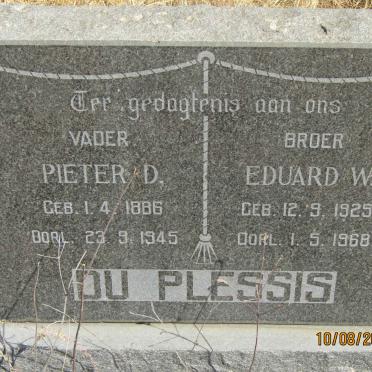 Ter gedagtenis aan ons
VADER
PIETER D.
GEB. 1. 4. 1886
OORL. 23. 9. 1945
BROER
EDUARD W.
GEB. 12. 9. 1925
OORL. 1. 5. 1968
DU PLESSIS
10/08/20